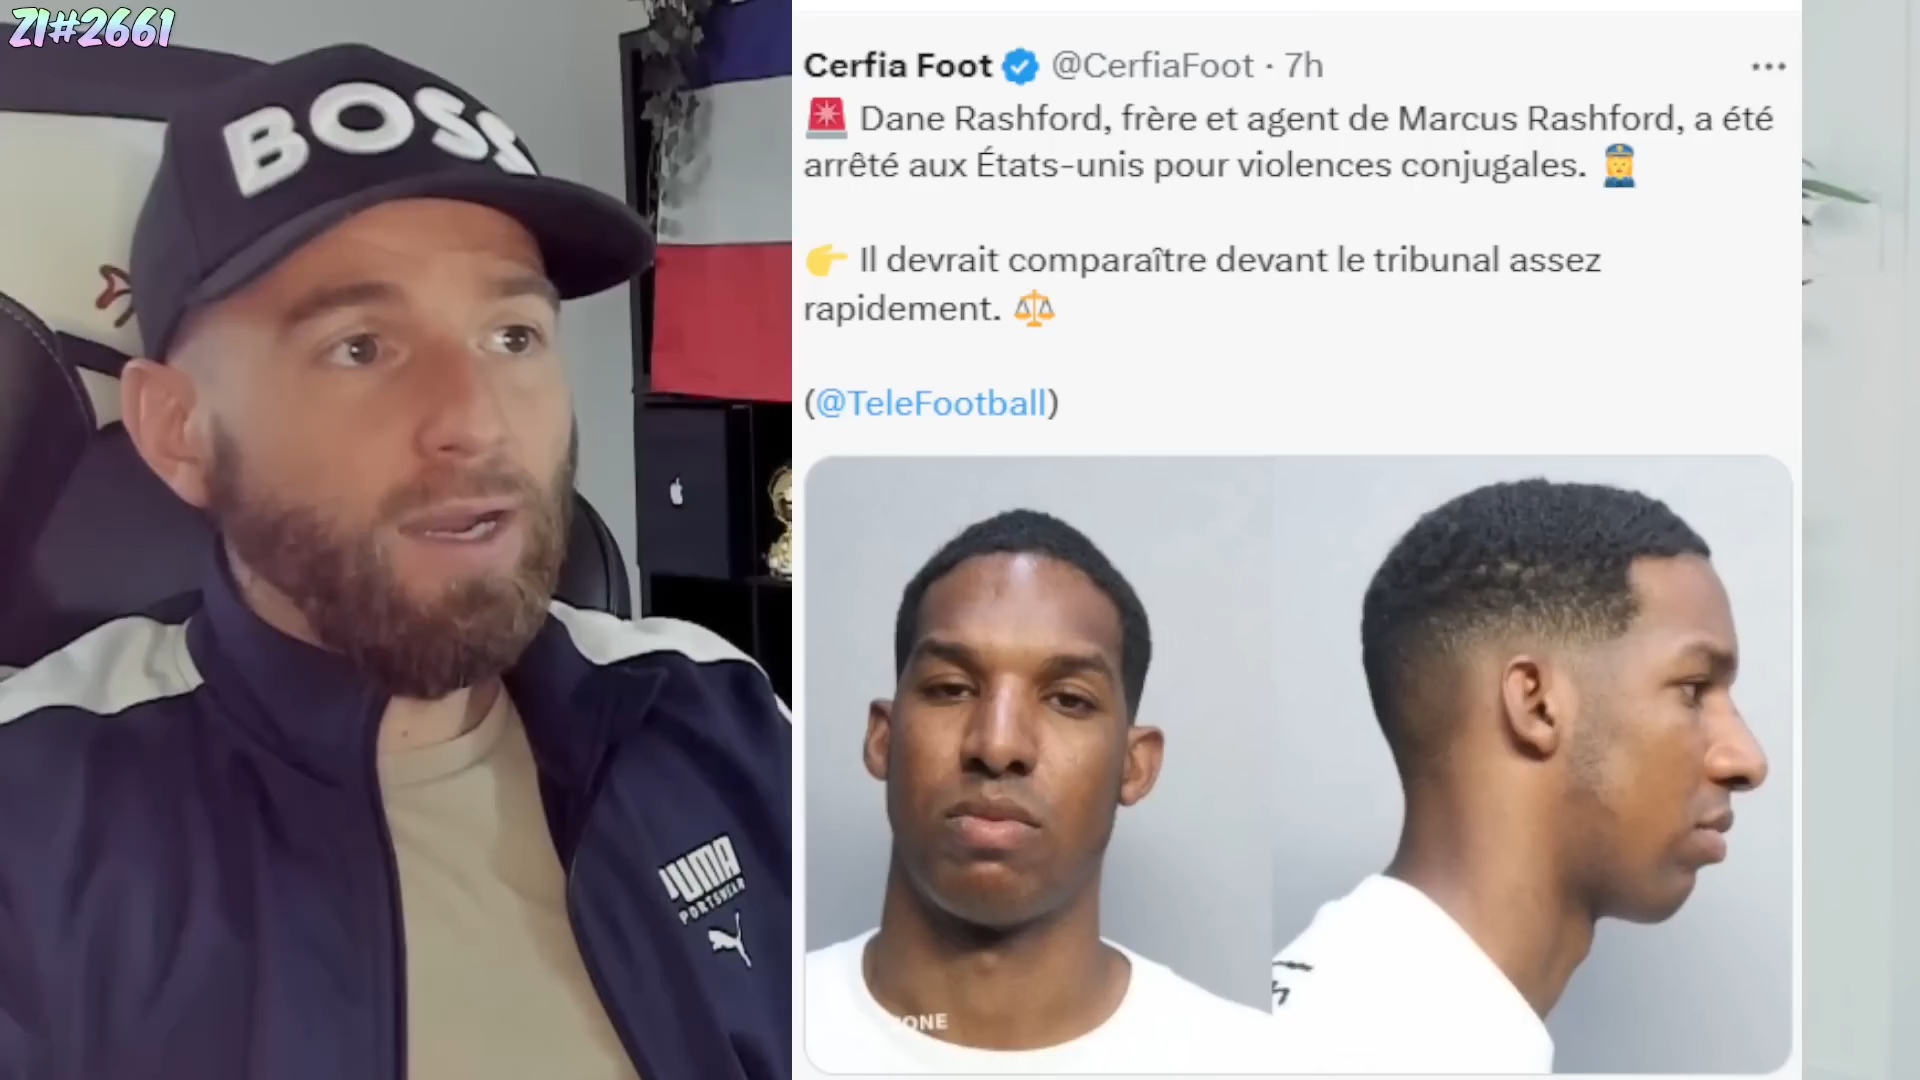 ZI#2661
BOSS
PUMA
SPORTSWEAR
Cerfia Foot @CerfiaFoot · 7h
Dane Rashford, frère et agent de Marcus Rashford, a été
arrêté aux États-unis pour violences conjugales.
Il devrait comparaître devant le tribunal assez
rapidement.
(@TeleFootball)
ONE